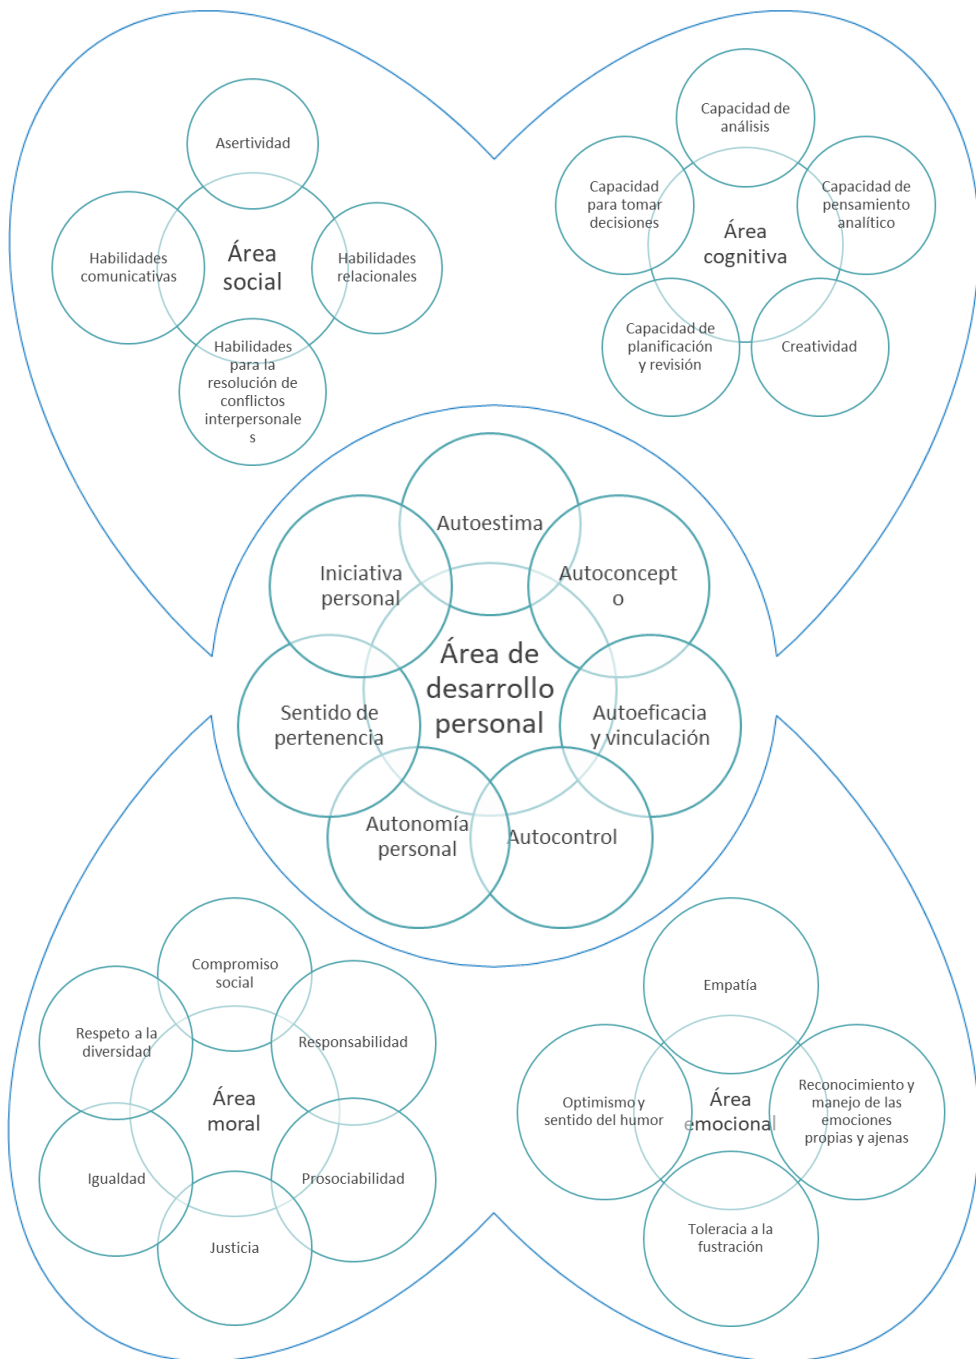 Asertividad
Habilidades
comunicativas
Área
social
Habilidades
relacionales
Habilidades
para la
resolución de
conflictos
interpersonale
s
Capacidad de
análisis
Capacidad
para tomar
decisiones
Capacidad de
pensamiento
analítico
Área
cognitiva
Capacidad de
planificación
y revisión
Creatividad
Autoestima
Iniciativa
personal
Autoconcept
o
Área de
desarrollo
personal
Sentido de
pertenencia
Autoeficacia
y vinculación
Autonomía
personal
Autocontrol
Compromiso
social
Respeto a la
diversidad
Responsabilidad
Área
moral
Igualdad
Prosociabilidad
Justicia
Empatía
Optimismo y
sentido del humor
Área
emocional
Reconocimiento y
manejo de las
emociones
propias y ajenas
Toleracia a la
fustración